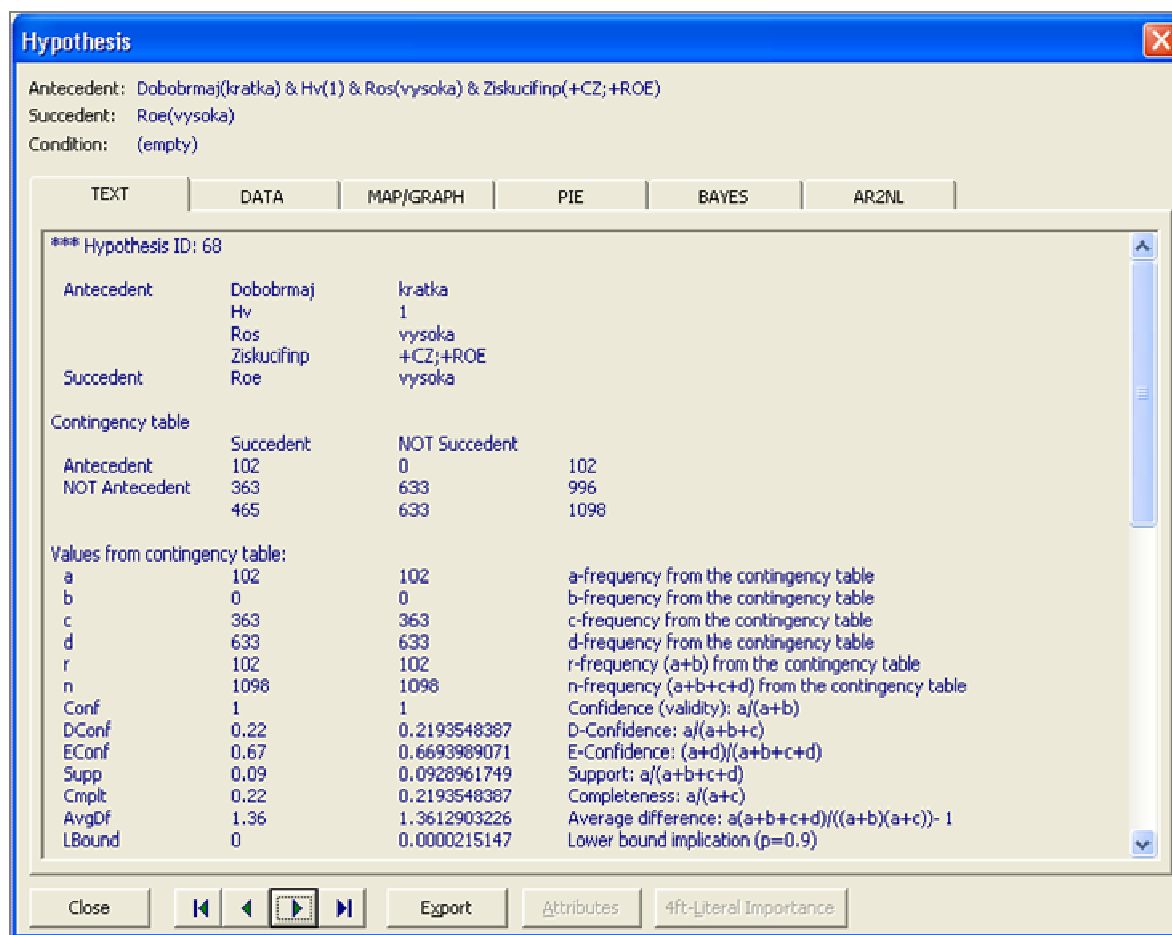 Hypothesis
Antecedent: Dobobrmaj(kratka) & Hv(1) & Ros(vysoka) & Ziskucifinp(+CZ;+ROE)
Succedent: Roe(vysoka)
Condition: (empty)
TEXT DATA MAP/GRAPH PIE BAYES AR2NL
*** Hypothesis ID: 68
Antecedent Dobobrmaj kratka
Hv 1
Ros vysoka
Ziskucifinp +CZ;+ROE
Succedent Roe vysoka
Contingency table
Succedent NOT Succedent
Antecedent 102 0 102
NOT Antecedent 363 633 996
465 633 1098
Values from contingency table:
a 102 102 a-frequency from the contingency table
b 0 0 b-frequency from the contingency table
c 363 363 c-frequency from the contingency table
d 633 633 d-frequency from the contingency table
r 102 102 r-frequency (a+b) from the contingency table
n 1098 1098 n-frequency (a+b+c+d) from the contingency table
Conf 1 1 Confidence (validity): a/(a+b)
DConf 0.22 0.2193548387 D-Confidence: a/(a+b+c)
EConf 0.67 0.6693989071 E-Confidence: (a+d)/(a+b+c+d)
Supp 0.09 0.0928961749 Support: a/(a+b+c+d)
Cmplt 0.22 0.2193548387 Completeness: a/(a+c)
AvgDf 1.36 1.3612903226 Average difference: a(a+b+c+d)/((a+b)(a+c))- 1
LBound 0 0.0000215147 Lower bound implication (p=0.9)
Close Export Attributes 4ft-Literal Importance